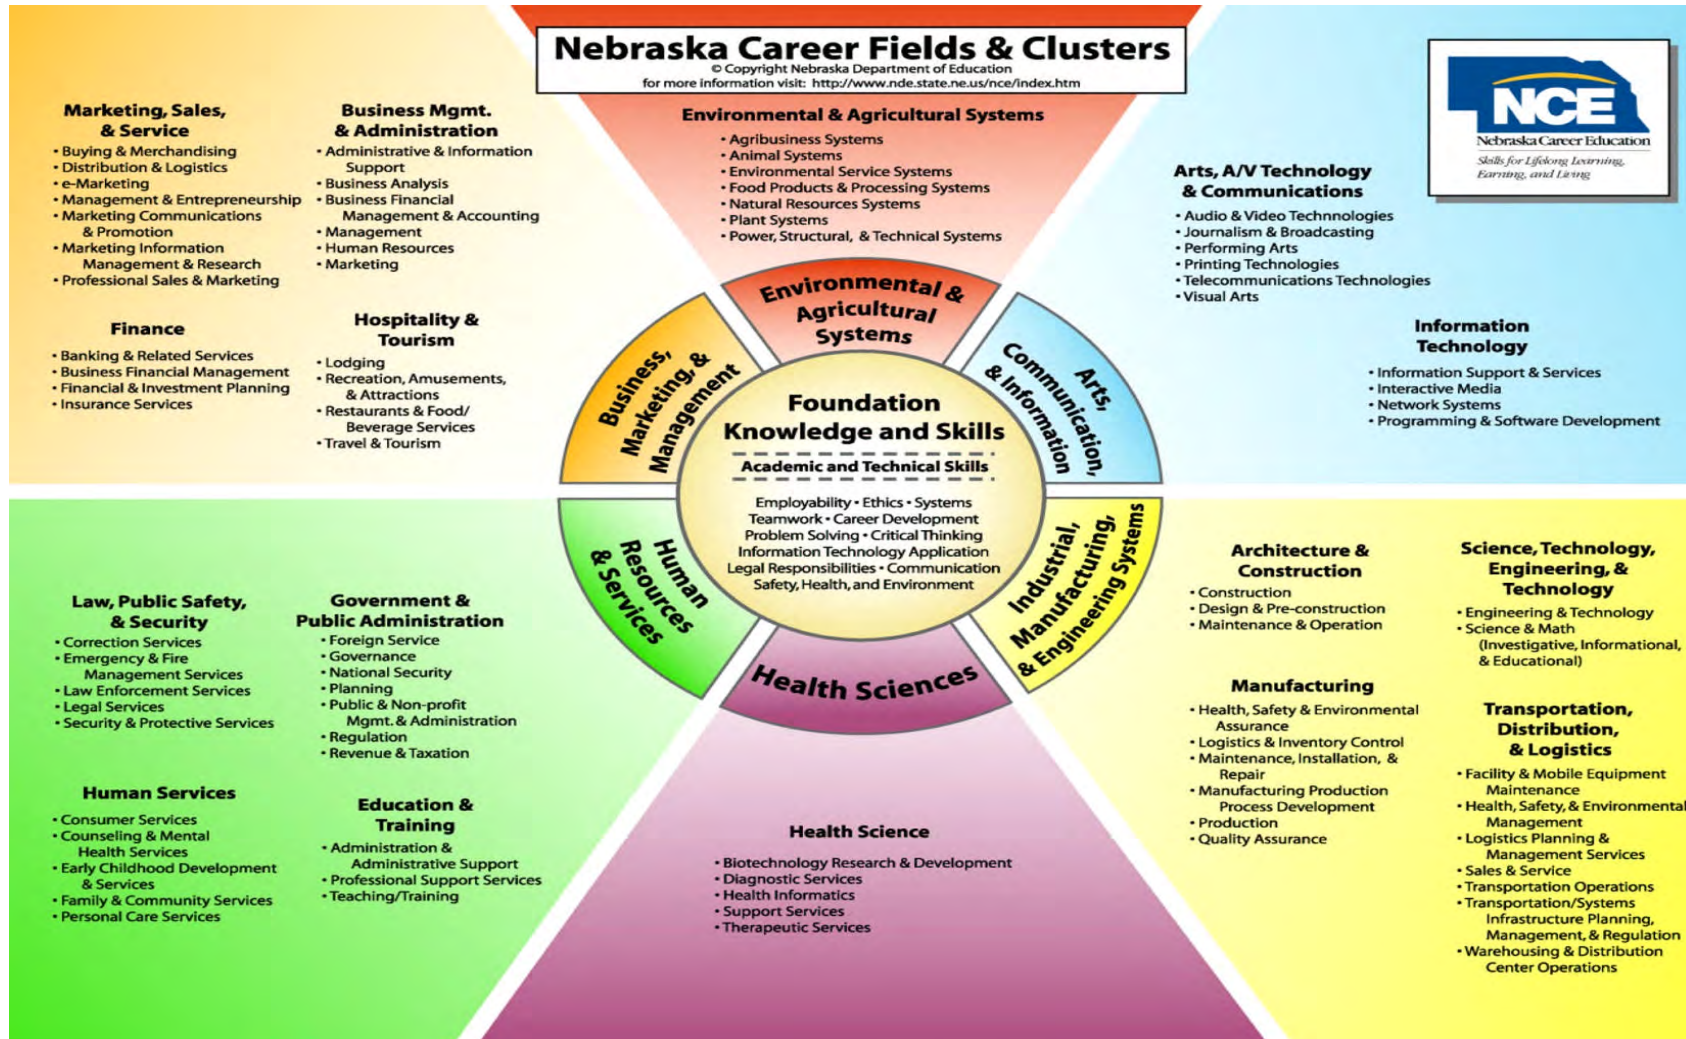 Nebraska Career Fields & Clusters
© Copyright Nebraska Department of Education
for more information visit: http://www.nde.state.ne.us/nce/index.htm
NCE
Nebraska Career Education
Skills for Lifelong Learning,
Earning, and Living
Marketing, Sales,
& Service
• Buying & Merchandising
• Distribution & Logistics
• e-Marketing
• Management & Entrepreneurship
• Marketing Communications
& Promotion
• Marketing Information
Management & Research
• Professional Sales & Marketing
Business Mgmt.
& Administration
• Administrative & Information
Support
• Business Analysis
• Business Financial
Management & Accounting
• Management
• Human Resources
• Marketing
Finance
• Banking & Related Services
• Business Financial Management
• Financial & Investment Planning
• Insurance Services
Hospitality &
Tourism
• Lodging
• Recreation, Amusements,
& Attractions
• Restaurants & Food/
Beverage Services
• Travel & Tourism
Environmental & Agricultural Systems
• Agribusiness Systems
• Animal Systems
• Environmental Service Systems
• Food Products & Processing Systems
• Natural Resources Systems
• Plant Systems
• Power, Structural, & Technical Systems
Arts, A/V Technology
& Communications
• Audio & Video Technnologies
• Journalism & Broadcasting
• Performing Arts
• Printing Technologies
• Telecommunications Technologies
• Visual Arts
Information
Technology
• Information Support & Services
• Interactive Media
• Network Systems
• Programming & Software Development
Environmental &
Agricultural
Systems
Business,
Marketing, &
Management
Arts,
Communication,
& Information
Foundation
Knowledge and Skills
Academic and Technical Skills
Employability • Ethics • Systems
Teamwork • Career Development
Problem Solving • Critical Thinking
Information Technology Application
Legal Responsibilities • Communication
Safety, Health, and Environment
Human
Resources
& Services
Industrial,
Manufacturing,
& Engineering Systems
Health Sciences
Law, Public Safety,
& Security
• Correction Services
• Emergency & Fire
Management Services
• Law Enforcement Services
• Legal Services
• Security & Protective Services
Government &
Public Administration
• Foreign Service
• Governance
• National Security
• Planning
• Public & Non-profit
Mgmt. & Administration
• Regulation
• Revenue & Taxation
Human Services
• Consumer Services
• Counseling & Mental
Health Services
• Early Childhood Development
& Services
• Family & Community Services
• Personal Care Services
Education &
Training
• Administration &
Administrative Support
• Professional Support Services
• Teaching/Training
Health Science
• Biotechnology Research & Development
• Diagnostic Services
• Health Informatics
• Support Services
• Therapeutic Services
Architecture &
Construction
• Construction
• Design & Pre-construction
• Maintenance & Operation
Manufacturing
• Health, Safety & Environmental
Assurance
• Logistics & Inventory Control
• Maintenance, Installation, &
Repair
• Manufacturing Production
Process Development
• Production
• Quality Assurance
Science, Technology,
Engineering, &
Technology
• Engineering & Technology
• Science & Math
(Investigative, Informational,
& Educational)
Transportation,
Distribution,
& Logistics
• Facility & Mobile Equipment
Maintenance
• Health, Safety, & Environmental
Management
• Logistics Planning &
Management Services
• Sales & Service
• Transportation Operations
• Transportation/Systems
Infrastructure Planning,
Management, & Regulation
• Warehousing & Distribution
Center Operations